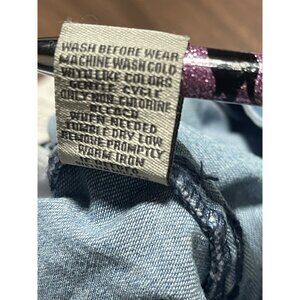 WASH BEFORE WEAR
MACHINE WASH COLD
WITH LIKE COLORS
GENTLE CYCLE
ONLY NON-CHLORINE
BLEACH
WHEN NEEDED
TUMBLE DRY LOW
REMOVE PROMPTLY
WARM IRON